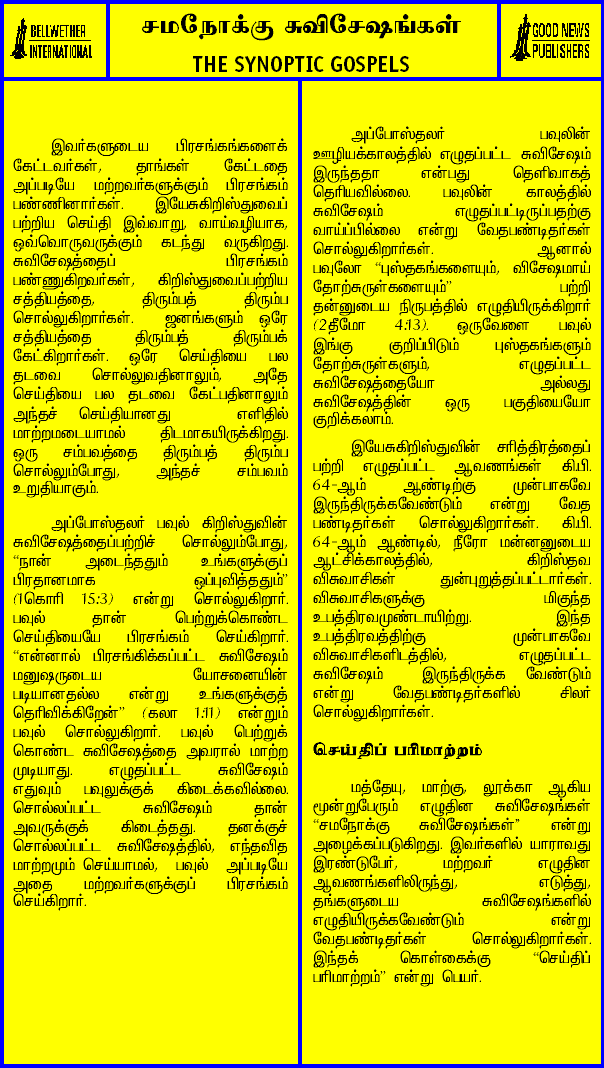 BELLWETHER
INTERNATIONAL
சமநோக்கு சுவிசேஷங்கள்
THE SYNOPTIC GOSPELS
GOOD NEWS
PUBLISHERS
இவர்களுடைய பிரசங்கங்களைக்
கேட்டவர்கள், தாங்கள் கேட்டதை
அப்படியே மற்றவர்களுக்கும் பிரசங்கம்
பண்ணினார்கள். இயேசுகிறிஸ்துவைப்
பற்றிய செய்தி இவ்வாறு, வாய்வழியாக,
ஒவ்வொருவருக்கும் கடந்து வருகிறது.
சுவிசேஷத்தைப் பிரசங்கம்
பண்ணுகிறவர்கள், கிறிஸ்துவைப்பற்றிய
சத்தியத்தை, திரும்பத் திரும்ப
சொல்லுகிறார்கள். ஜனங்களும் ஒரே
சத்தியத்தை திரும்பத் திரும்பக்
கேட்கிறார்கள். ஒரே செய்தியை பல
தடவை சொல்லுவதினாலும், அதே
செய்தியை பல தடவை கேட்பதினாலும்
அந்தச் செய்தியானது எளிதில்
மாற்றமடையாமல் திடமாகயிருக்கிறது.
ஒரு சம்பவத்தை திரும்பத் திரும்ப
சொல்லும்போது, அந்தச் சம்பவம்
உறுதியாகும்.
அப்போஸ்தலர் பவுல் கிறிஸ்துவின்
சுவிசேஷத்தைப்பற்றிச் சொல்லும்போது,
“நான் அடைந்ததும் உங்களுக்குப்
பிரதானமாக ஒப்புவித்ததும்”
(1கொரி 15:3) என்று சொல்லுகிறார்.
பவுல் தான் பெற்றுக்கொண்ட
செய்தியையே பிரசங்கம் செய்கிறார்.
“என்னால் பிரசங்கிக்கப்பட்ட சுவிசேஷம்
மனுஷருடைய யோசனையின்
படியானதல்ல என்று உங்களுக்குத்
தெரிவிக்கிறேன்” (கலா 1:11) என்றும்
பவுல் சொல்லுகிறார். பவுல் பெற்றுக்
கொண்ட சுவிசேஷத்தை அவரால் மாற்ற
முடியாது. எழுதப்பட்ட சுவிசேஷம்
எதுவும் பவுலுக்குக் கிடைக்கவில்லை.
சொல்லப்பட்ட சுவிசேஷம் தான்
அவருக்குக் கிடைத்தது. தனக்குச்
சொல்லப்பட்ட சுவிசேஷத்தில், எந்தவித
மாற்றமும் செய்யாமல், பவுல் அப்படியே
அதை மற்றவர்களுக்குப் பிரசங்கம்
செய்கிறார்.
அப்போஸ்தலர் பவுலின்
ஊழியக்காலத்தில் எழுதப்பட்ட சுவிசேஷம்
இருந்ததா என்பது தெளிவாகத்
தெரியவில்லை. பவுலின் காலத்தில்
சுவிசேஷம் எழுதப்பட்டிருப்பதற்கு
வாய்ப்பில்லை என்று வேதபண்டிதர்கள்
சொல்லுகிறார்கள். ஆனால்
பவுலோ “புஸ்தகங்களையும், விசேஷமாய்
தோற்சுருள்களையும்” பற்றி
தன்னுடைய நிருபத்தில் எழுதியிருக்கிறார்
(2தீமோ 4:13). ஒருவேளை பவுல்
இங்கு குறிப்பிடும் புஸ்தகங்களும்
தோற்சுருள்களும், எழுதப்பட்ட
சுவிசேஷத்தையோ அல்லது
சுவிசேஷத்தின் ஒரு பகுதியையோ
குறிக்கலாம்.
இயேசுகிறிஸ்துவின் சரித்திரத்தைப்
பற்றி எழுதப்பட்ட ஆவணங்கள் கி.பி.
64-ஆம் ஆண்டிற்கு முன்பாகவே
இருந்திருக்கவேண்டும் என்று வேத
பண்டிதர்கள் சொல்லுகிறார்கள். கி.பி.
64-ஆம் ஆண்டில், நீரோ மன்னனுடைய
ஆட்சிக்காலத்தில், கிறிஸ்தவ
விசுவாசிகள் துன்புறுத்தப்பட்டார்கள்.
விசுவாசிகளுக்கு மிகுந்த
உபத்திரவமுண்டாயிற்று. இந்த
உபத்திரவத்திற்கு முன்பாகவே
விசுவாசிகளிடத்தில், எழுதப்பட்ட
சுவிசேஷம் இருந்திருக்க வேண்டும்
என்று வேதபண்டிதர்களில் சிலர்
சொல்லுகிறார்கள்.
செய்திப் பரிமாற்றம்
மத்தேயு, மாற்கு, லூக்கா ஆகிய
மூன்றுபேரும் எழுதின சுவிசேஷங்கள்
“சமநோக்கு சுவிசேஷங்கள்” என்று
அழைக்கப்படுகிறது. இவர்களில் யாராவது
இரண்டுபேர், மற்றவர் எழுதின
ஆவணங்களிலிருந்து, எடுத்து,
தங்களுடைய சுவிசேஷங்களில்
எழுதியிருக்கவேண்டும் என்று
வேதபண்டிதர்கள் சொல்லுகிறார்கள்.
இந்தக் கொள்கைக்கு “செய்திப்
பரிமாற்றம்” என்று பெயர்.